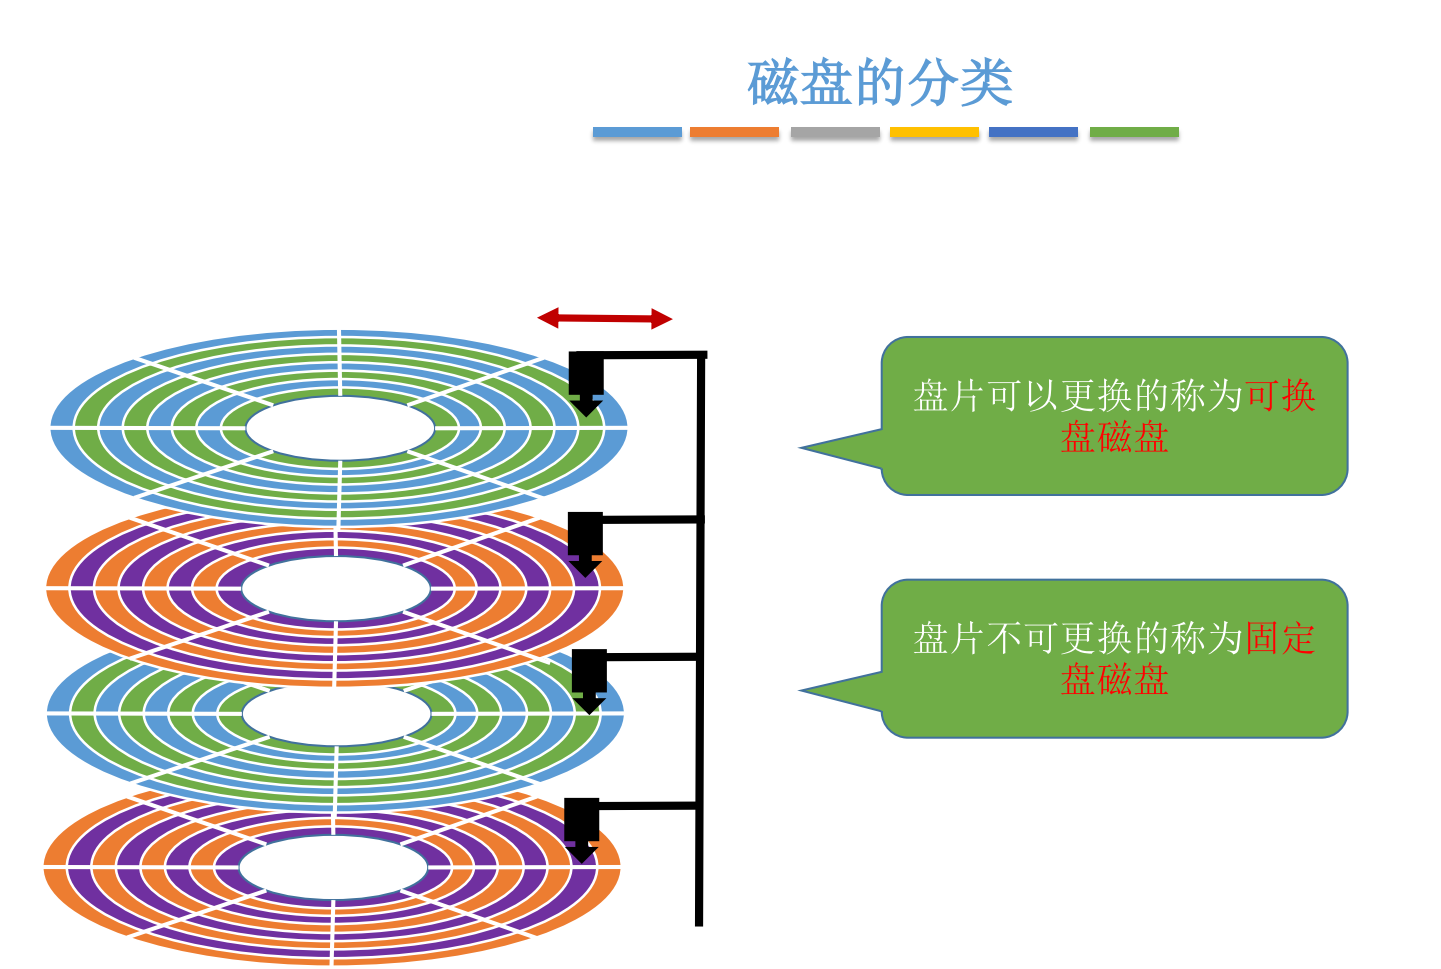 磁盘的分类
盘片可以更换的称为可换
盘磁盘
盘片不可更换的称为固定
盘磁盘